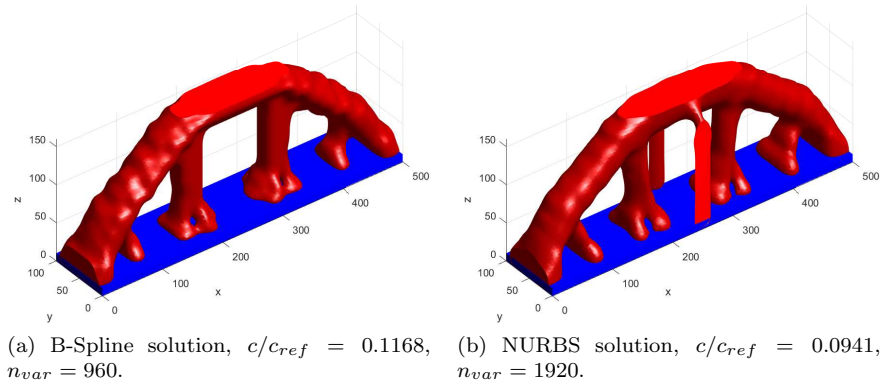 150
100
z
50
0
100
50
y
0
0
100
200
x
300
400
500
150
100
z
50
0
100
50
y
0
0
100
200
x
300
400
500
(a) B-Spline solution, c/c_ref = 0.1168,
n_var = 960.
(b) NURBS solution, c/c_ref = 0.0941,
n_var = 1920.